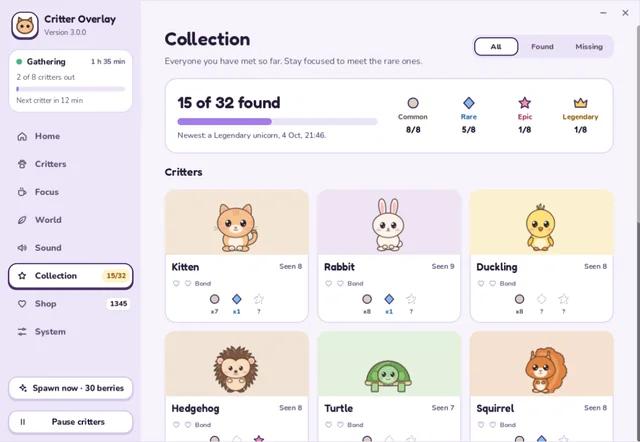 Critter Overlay
Version 3.0.0
Gathering 1 h 35 min
2 of 8 critters out
Next critter in 12 min
Home
Critters
Focus
World
Sound
Collection 15/32
Shop 1345
System
Spawn now · 30 berries
Pause critters
Collection
Everyone you have met so far. Stay focused to meet the rare ones.
All Found Missing
15 of 32 found
Newest: a Legendary unicorn, 4 Oct, 21:46.
Common Rare Epic Legendary
8/8 5/8 1/8 1/8
Critters
Kitten Seen 8
Bond
x7 x1 ?
Rabbit Seen 9
Bond
x8 x1 ?
Duckling Seen 8
Bond
x8 ? ?
Hedgehog Seen 8
Bond
Turtle Seen 7
Bond
Squirrel Seen 8
Bond